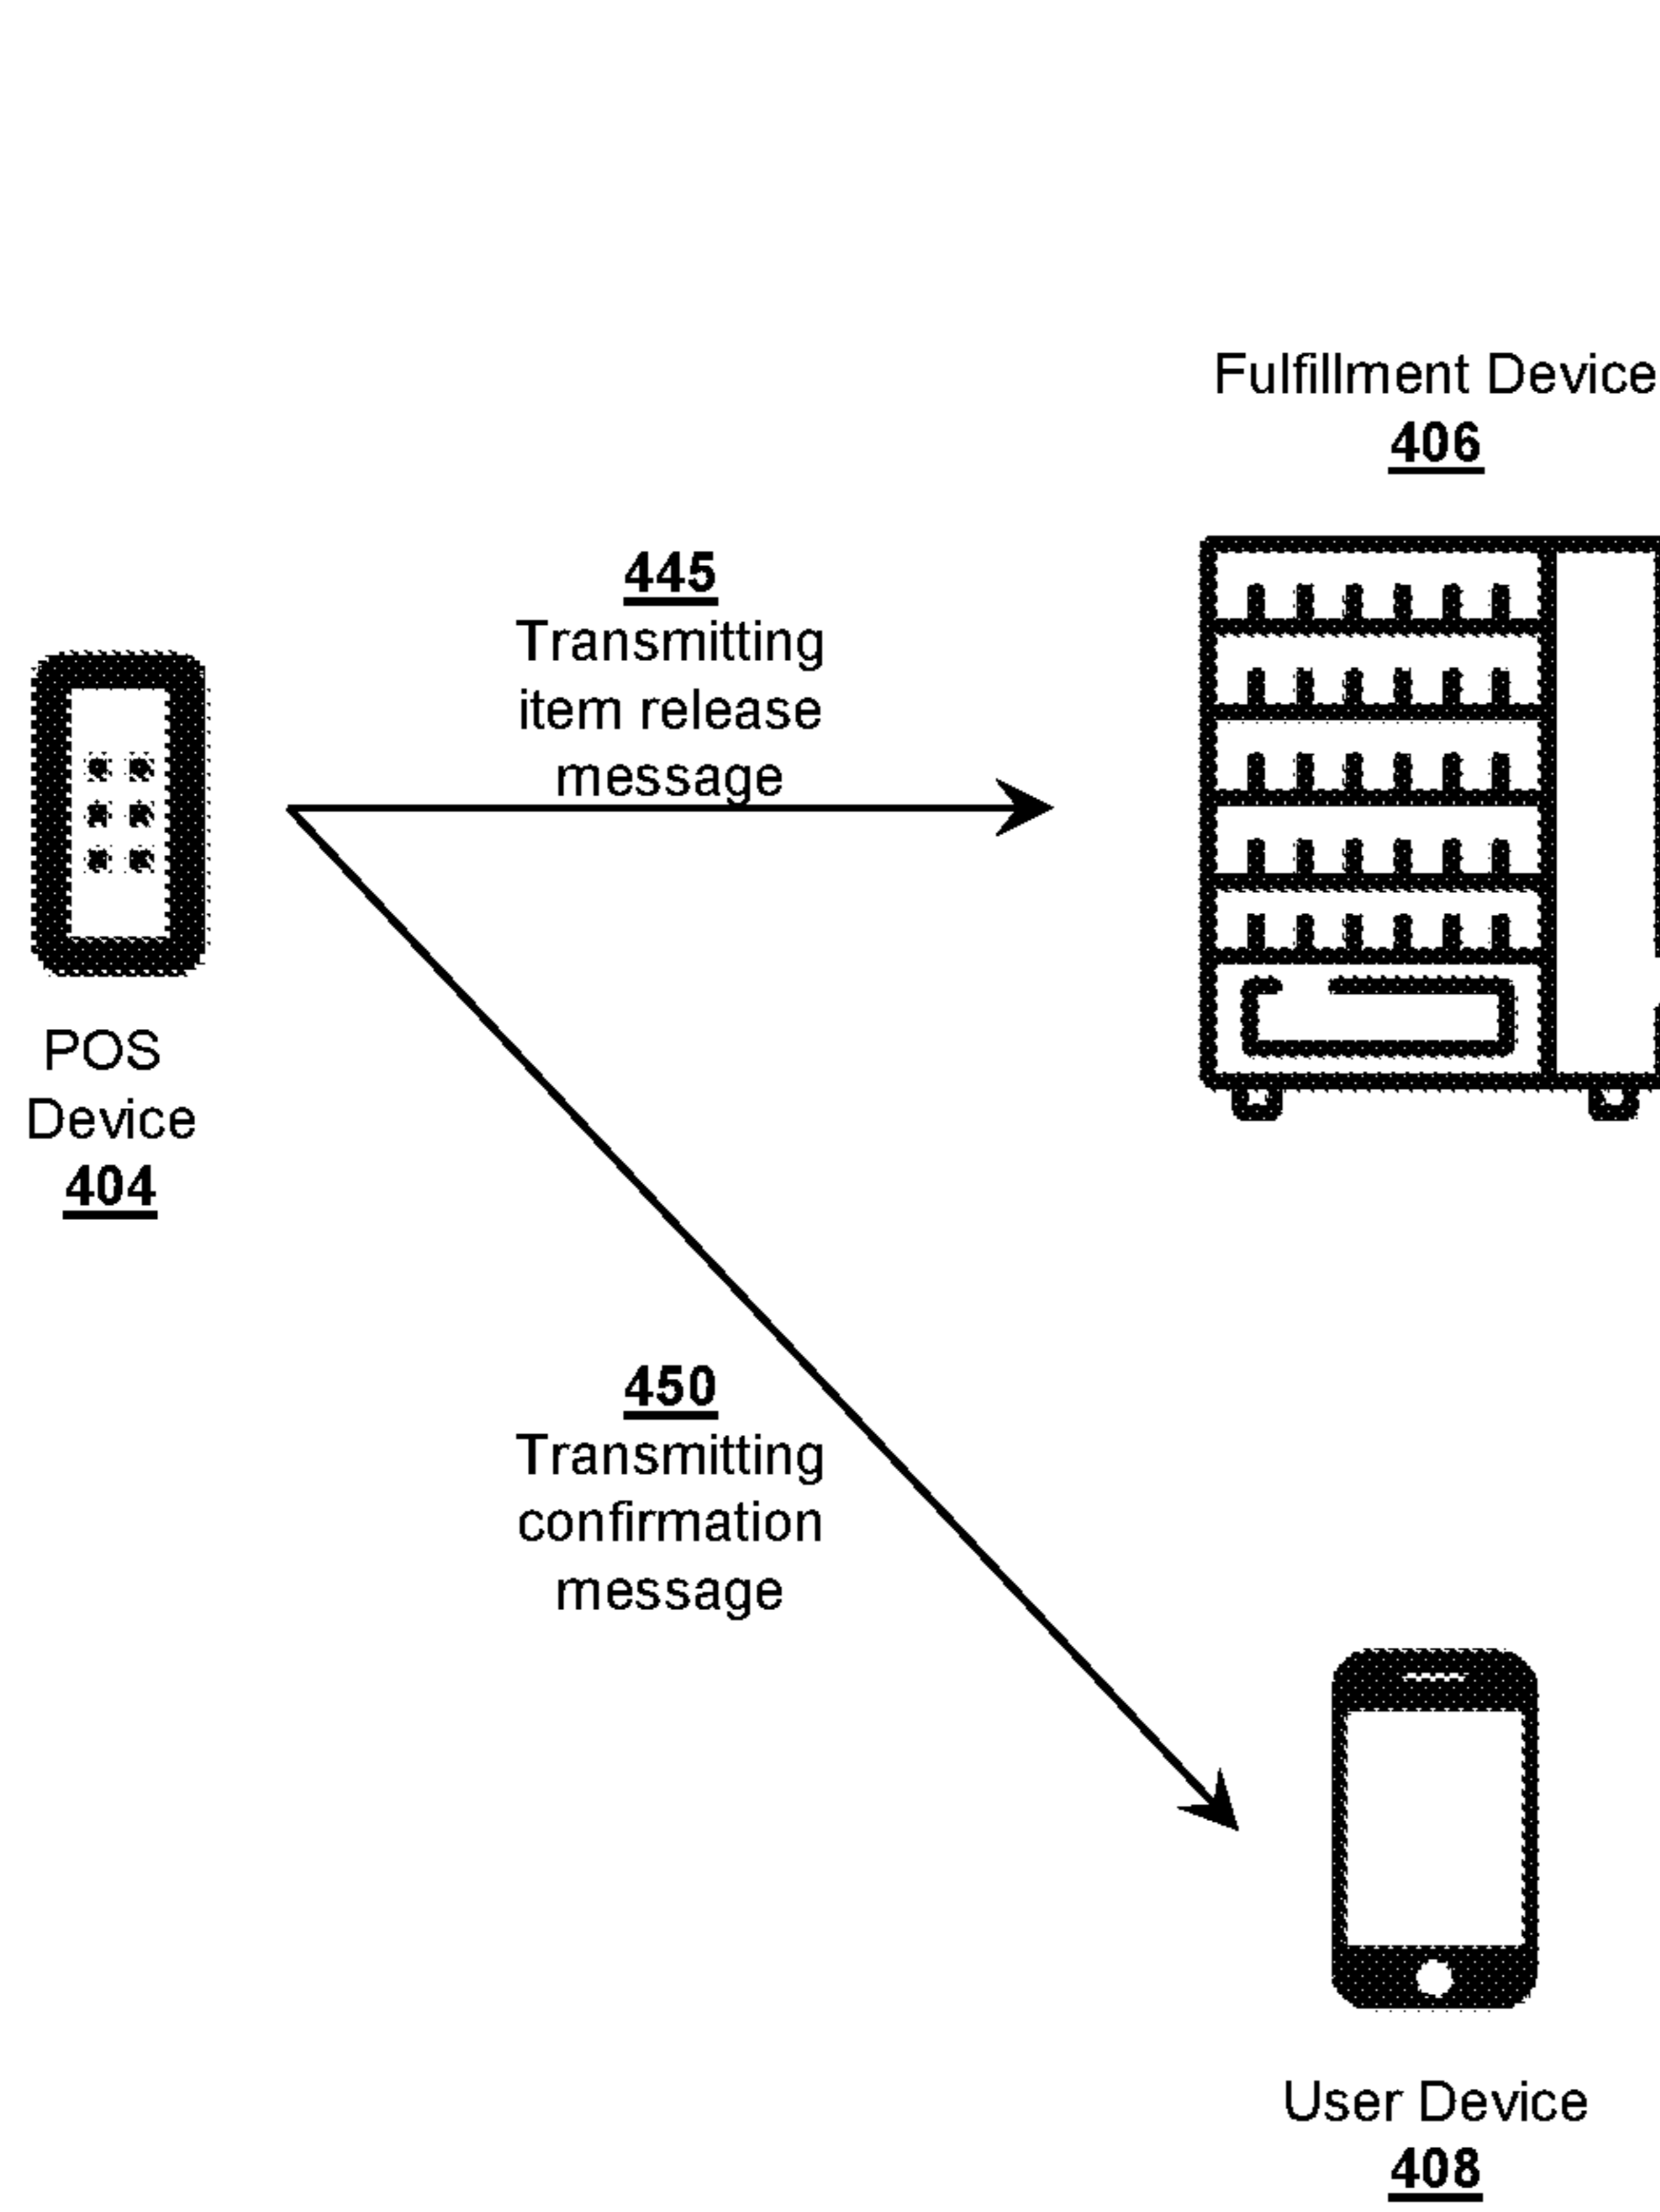 Fulfillment Device
406
445
Transmitting
item release
message
POS
Device
404
450
Transmitting
confirmation
message
User Device
408